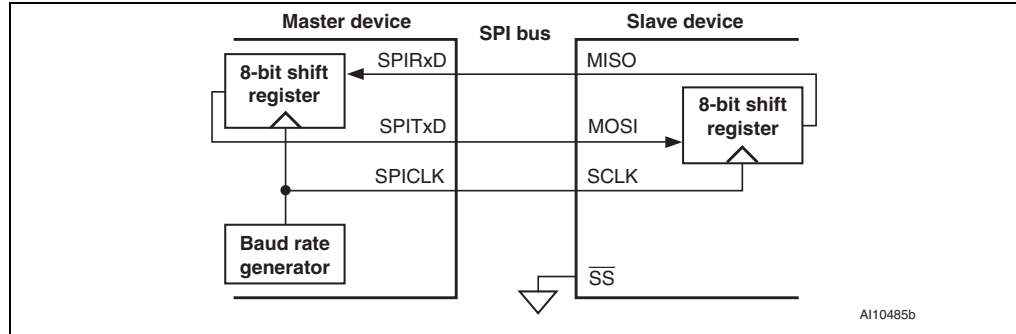 Master device
SPI bus
Slave device
SPIRxD
MISO
8-bit shift
register
8-bit shift
register
SPITxD
MOSI
SPICLK
SCLK
Baud rate
generator
SS
AI10485b